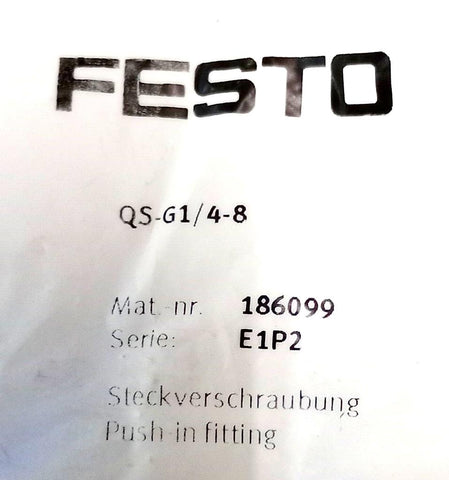 FESTO
QS-G1/4-8
Mat.-nr. 186099
Serie: E1P2
Steckverschraubung
Push-in fitting